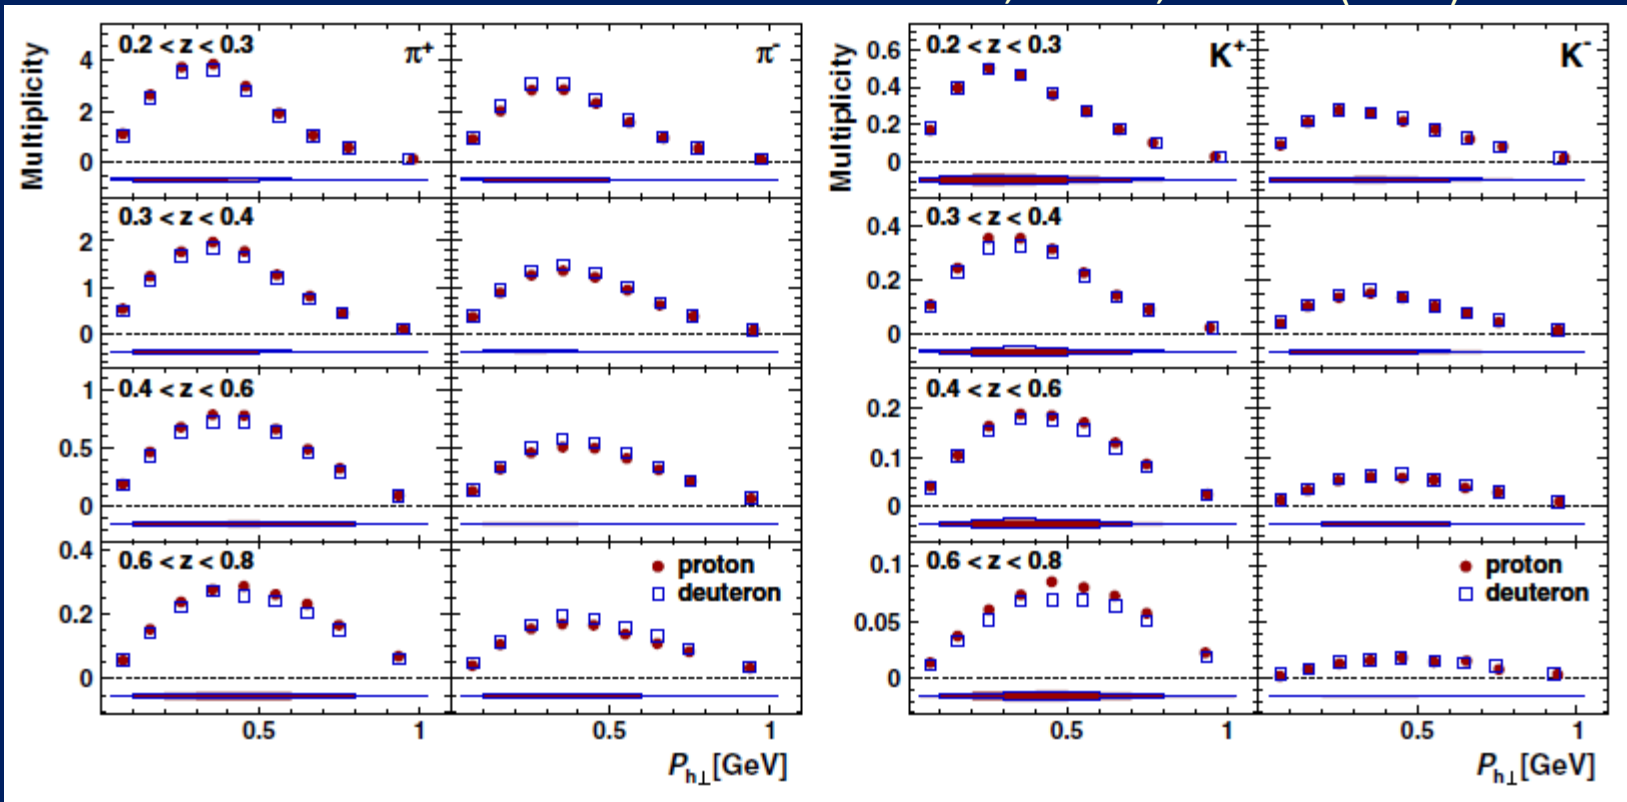 0.2 < z < 0.3
π+
π-
0.2 < z < 0.3
K+
K-
Multiplicity
Multiplicity
4
2
0
0.6
0.4
0.2
0
0.3 < z < 0.4
0.3 < z < 0.4
2
1
0
0.4
0.2
0
0.4 < z < 0.6
0.4 < z < 0.6
1
0.5
0
0.2
0.1
0
0.6 < z < 0.8
proton
deuteron
0.6 < z < 0.8
proton
deuteron
0.4
0.2
0
0.1
0.05
0
0.5
1
0.5
1
0.5
1
0.5
1
Ph⊥[GeV]
Ph⊥[GeV]